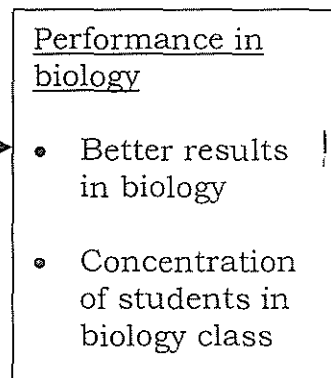 Performance in
biology
• Better results
in biology
• Concentration
of students in
biology class